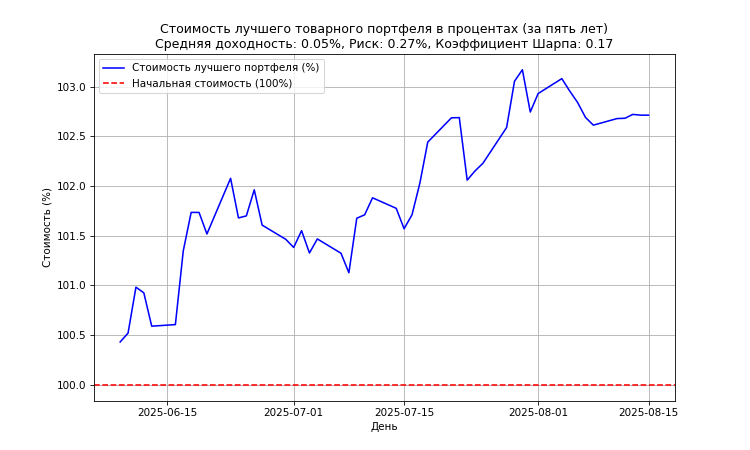 Стоимость лучшего товарного портфеля в процентах (за пять лет)
Средняя доходность: 0.05%, Риск: 0.27%, Коэффициент Шарпа: 0.17
Стоимость лучшего портфеля (%)
Начальная стоимость (100%)
Стоимость (%)
103.0
102.5
102.0
101.5
101.0
100.5
100.0
2025-06-15
2025-07-01
2025-07-15
2025-08-01
2025-08-15
День